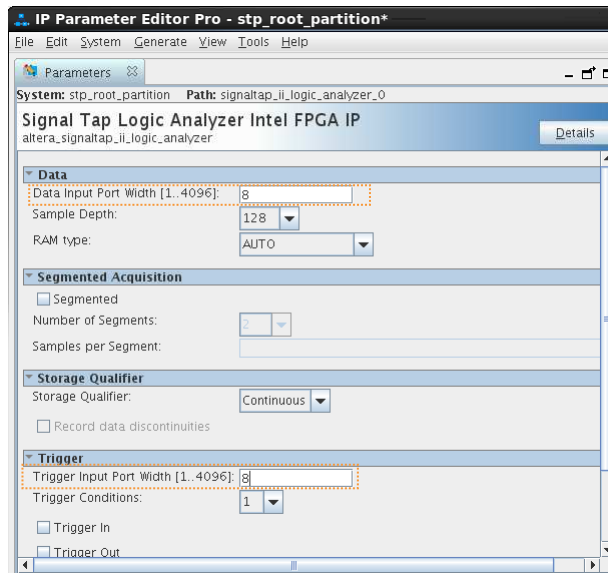 IP Parameter Editor Pro - stp_root_partition*
File Edit System Generate View Tools Help
Parameters
System: stp_root_partition Path: signaltap_ii_logic_analyzer_0
Signal Tap Logic Analyzer Intel FPGA IP
altera_signaltap_ii_logic_analyzer
Details
Data
Data Input Port Width [1..4096]: 8
Sample Depth: 128
RAM type: AUTO
Segmented Acquisition
Segmented
Number of Segments: 2
Samples per Segment:
Storage Qualifier
Storage Qualifier: Continuous
Record data discontinuities
Trigger
Trigger Input Port Width [1..4096]: 8
Trigger Conditions: 1
Trigger In
Trigger Out